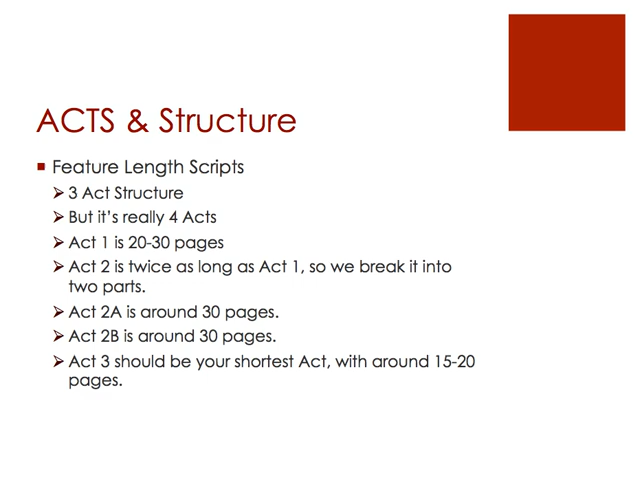 ACTS & Structure
Feature Length Scripts
3 Act Structure
But it's really 4 Acts
Act 1 is 20-30 pages
Act 2 is twice as long as Act 1, so we break it into
two parts.
Act 2A is around 30 pages.
Act 2B is around 30 pages.
Act 3 should be your shortest Act, with around 15-20
pages.